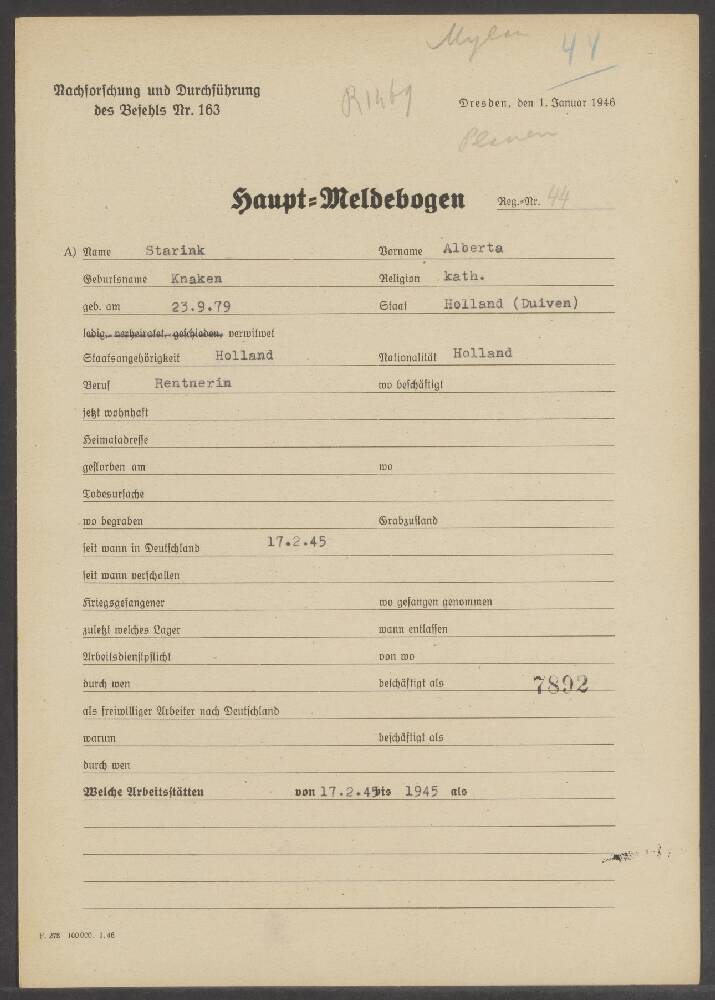 Mylau 44
Nachforschung und Durchführung
des Befehls Nr. 163
Dresden, den 1. Januar 1946
Plauen
Haupt=Meldebogen Reg.=Nr. 44
A) Name Starink Vorname Alberta
Geburtsname Knaken Religion kath.
geb. am 23.9.79 Staat Holland (Duiven)
ledig, verheiratet, geschieden, verwitwet
Staatsangehörigkeit Holland Nationalität Holland
Beruf Rentnerin wo beschäftigt
jetzt wohnhaft
Heimatadresse
gestorben am wo
Todesursache
wo begraben Grabzustand
seit wann in Deutschland 17.2.45
seit wann verschollen
Kriegsgefangener wo gefangen genommen
zuletzt welches Lager wann entlassen
Arbeitsdienstpflicht von wo
durch wen beschäftigt als 7892
als freiwilliger Arbeiter nach Deutschland
warum beschäftigt als
durch wen
Welche Arbeitsstätten von 17.2.45 bis 1945 als
F. 278 100000. 1.46